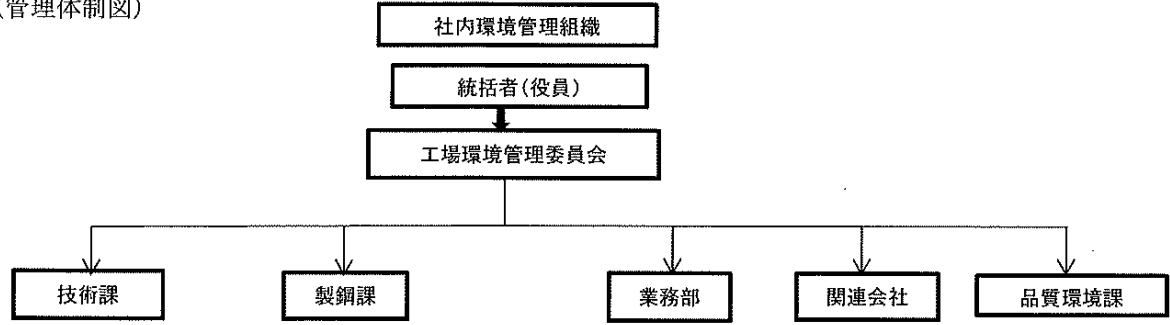 (管理体制図)
社内環境管理組織
統括者(役員)
工場環境管理委員会
技術課
製鋼課
業務部
関連会社
品質環境課